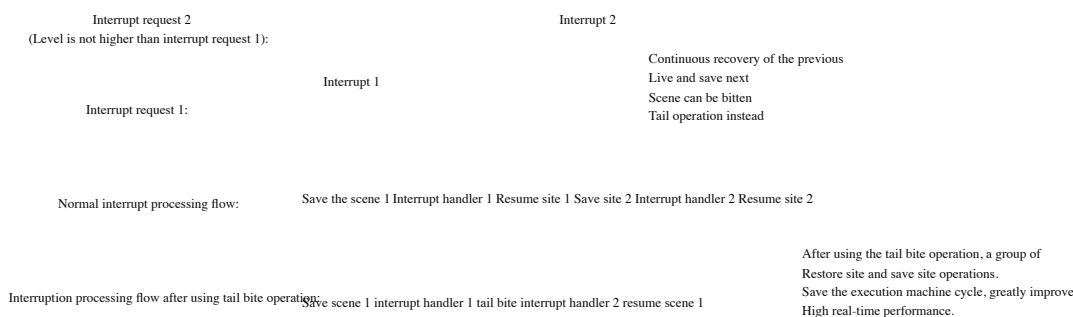 Interrupt request 2
(Level is not higher than interrupt request 1):
Interrupt 2
Continuous recovery of the previous
Live and save next
Scene can be bitten
Tail operation instead
Interrupt 1
Interrupt request 1:
Normal interrupt processing flow:
Save the scene 1 Interrupt handler 1 Resume site 1 Save site 2 Interrupt handler 2 Resume site 2
After using the tail bite operation, a group of
Restore site and save site operations.
Save the execution machine cycle, greatly improve
High real-time performance.
Interruption processing flow after using tail bite operation:
Save scene 1 interrupt handler 1 tail bite interrupt handler 2 resume scene 1